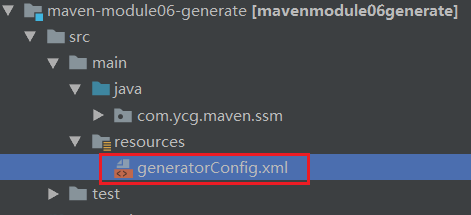 maven-module06-generate [mavenmodule06generate]
src
main
java
com.ycg.maven.ssm
resources
generatorConfig.xml
test